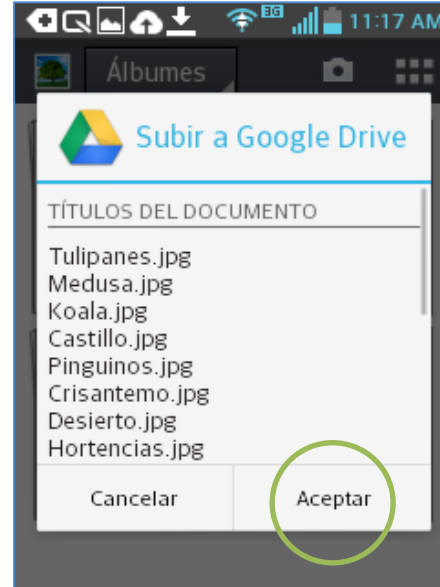 3G 11:17 AM
Álbumes
Subir a Google Drive
TÍTULOS DEL DOCUMENTO
Tulipanes.jpg
Medusa.jpg
Koala.jpg
Castillo.jpg
Pinguinos.jpg
Crisantemo.jpg
Desierto.jpg
Hortencias.jpg
Cancelar Aceptar